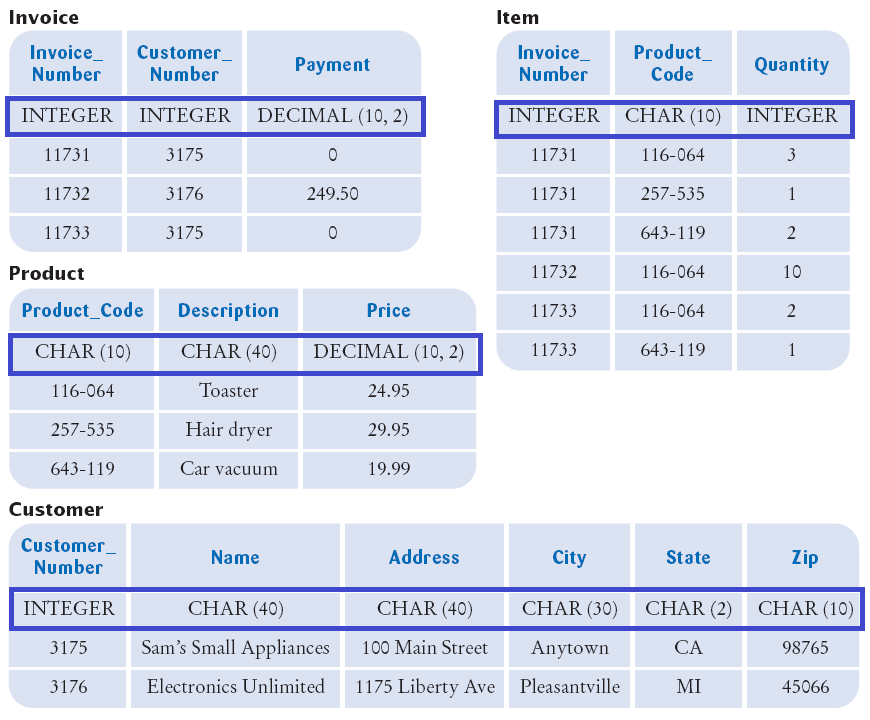 Invoice
Invoice_ Customer_ Payment
Number Number
INTEGER INTEGER DECIMAL (10, 2)
11731 3175 0
11732 3176 249.50
11733 3175 0
Item
Invoice_ Product_ Quantity
Number Code
INTEGER CHAR (10) INTEGER
11731 116-064 3
11731 257-535 1
11731 643-119 2
11732 116-064 10
11733 116-064 2
11733 643-119 1
Product
Product_Code Description Price
CHAR (10) CHAR (40) DECIMAL (10, 2)
116-064 Toaster 24.95
257-535 Hair dryer 29.95
643-119 Car vacuum 19.99
Customer
Customer_ Name Address City State Zip
Number
INTEGER CHAR (40) CHAR (40) CHAR (30) CHAR (2) CHAR (10)
3175 Sam’s Small Appliances 100 Main Street Anytown CA 98765
3176 Electronics Unlimited 1175 Liberty Ave Pleasantville MI 45066